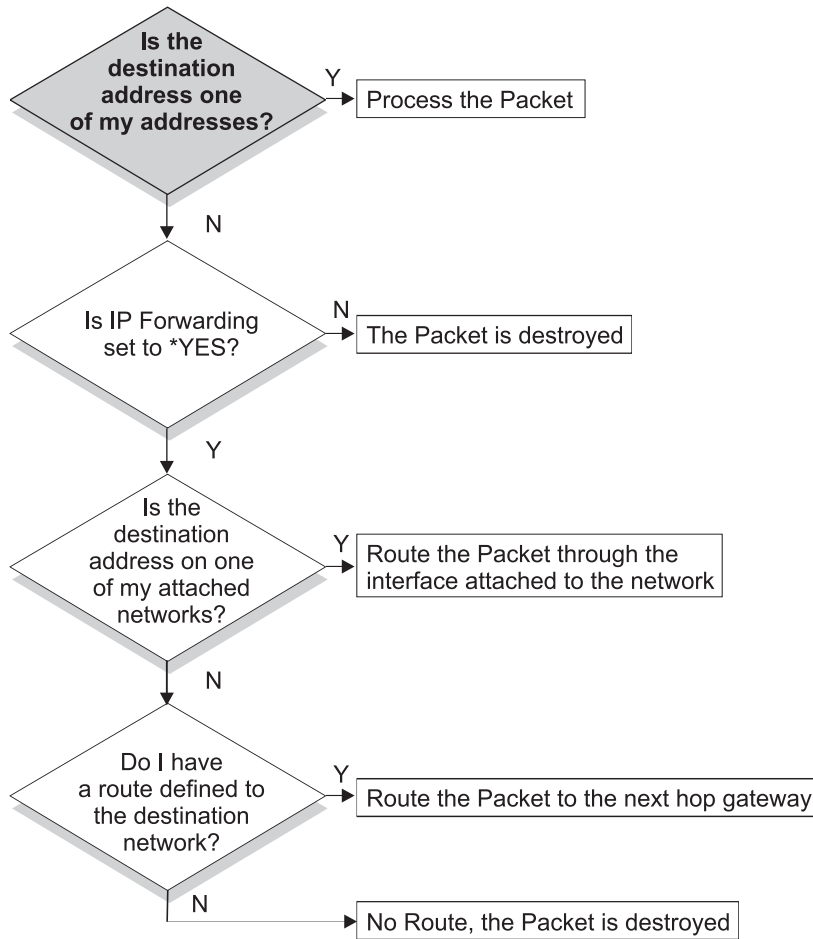 Is the
destination
address one
of my addresses?
Y
Process the Packet
N
Is IP Forwarding
set to *YES?
N
The Packet is destroyed
Y
Is the
destination
address on one
of my attached
networks?
Y
Route the Packet through the
interface attached to the network
N
Do I have
a route defined to
the destination
network?
Y
Route the Packet to the next hop gateway
N
No Route, the Packet is destroyed